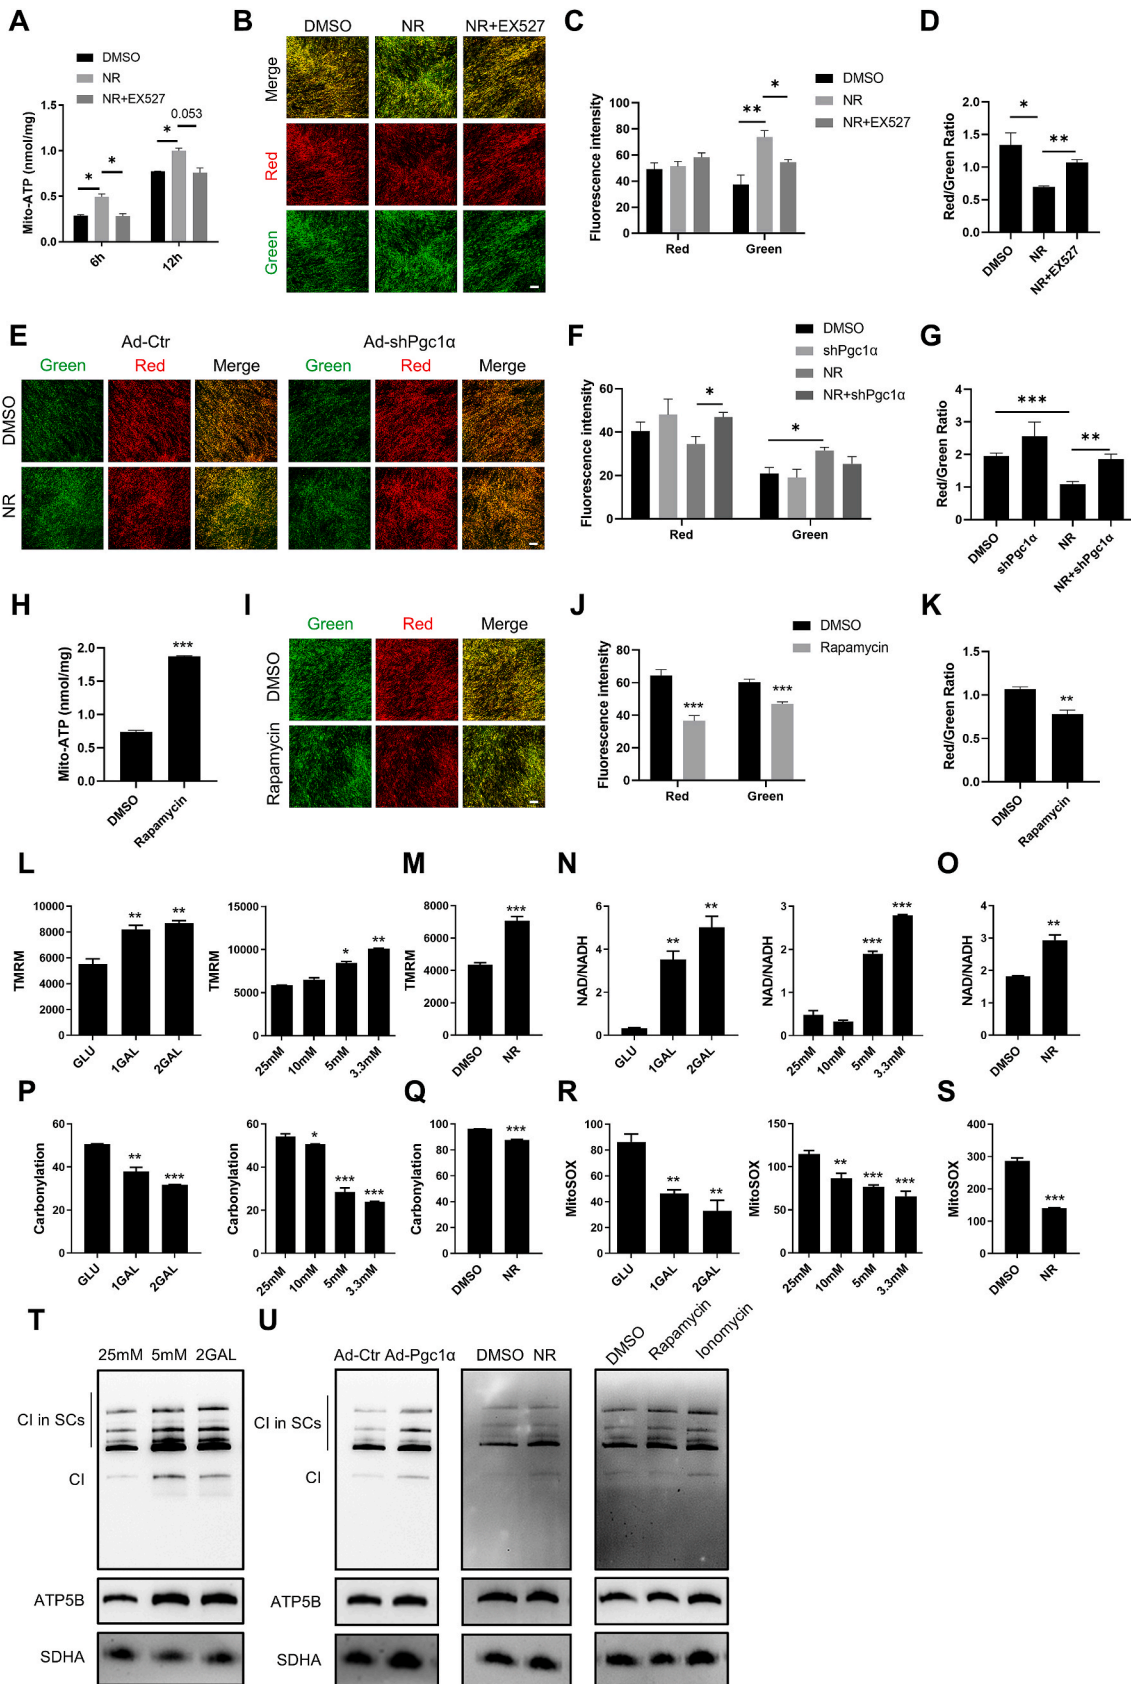 A
DMSO
NR
NR+EX527
Mito-ATP (nmol/mg)
1.5
1.0
0.5
0.0
*
*
*
0.053
6h
12h
B
DMSO
NR
NR+EX527
Merge
Red
Green
C
DMSO
NR
NR+EX527
Fluorescence intensity
100
80
60
40
20
0
**
*
Red
Green
D
Red/Green Ratio
2.0
1.5
1.0
0.5
0.0
*
**
DMSO
NR
NR+EX527
E
Ad-Ctr
Ad-shPgc1α
Green
Red
Merge
Green
Red
Merge
DMSO
NR
F
DMSO
shPgc1α
NR
NR+shPgc1α
Fluorescence intensity
60
40
20
0
*
*
Red
Green
G
Red/Green Ratio
4
3
2
1
0
***
**
DMSO
shPgc1α
NR
NR+shPgc1α
H
Mito-ATP (nmol/mg)
2.0
1.5
1.0
0.5
0.0
***
DMSO
Rapamycin
I
Green
Red
Merge
DMSO
Rapamycin
J
DMSO
Rapamycin
Fluorescence intensity
80
60
40
20
0
***
***
Red
Green
K
Red/Green Ratio
1.5
1.0
0.5
0.0
**
DMSO
Rapamycin
L
TMRM
10000
8000
6000
4000
2000
0
**
**
GLU
1GAL
2GAL
TMRM
15000
10000
5000
0
*
**
25mM
10mM
5mM
3.3mM
M
TMRM
8000
6000
4000
2000
0
***
DMSO
NR
N
NAD/NADH
6
4
2
0
**
**
GLU
1GAL
2GAL
NAD/NADH
3
2
1
0
***
***
25mM
10mM
5mM
3.3mM
O
NAD/NADH
4
3
2
1
0
**
DMSO
NR
P
Carbonylation
60
40
20
0
**
***
GLU
1GAL
2GAL
Carbonylation
60
40
20
0
*
***
***
25mM
10mM
5mM
3.3mM
Q
Carbonylation
100
80
60
40
20
0
***
DMSO
NR
R
MitoSOX
100
80
60
40
20
0
**
**
GLU
1GAL
2GAL
MitoSOX
150
100
50
0
**
***
***
25mM
10mM
5mM
3.3mM
S
MitoSOX
400
300
200
100
0
***
DMSO
NR
T
25mM 5mM 2GAL
CI in SCs
CI
ATP5B
SDHA
U
Ad-Ctr Ad-Pgc1α
DMSO NR
DMSO
Rapamycin
Ionomycin
CI in SCs
CI
ATP5B
SDHA